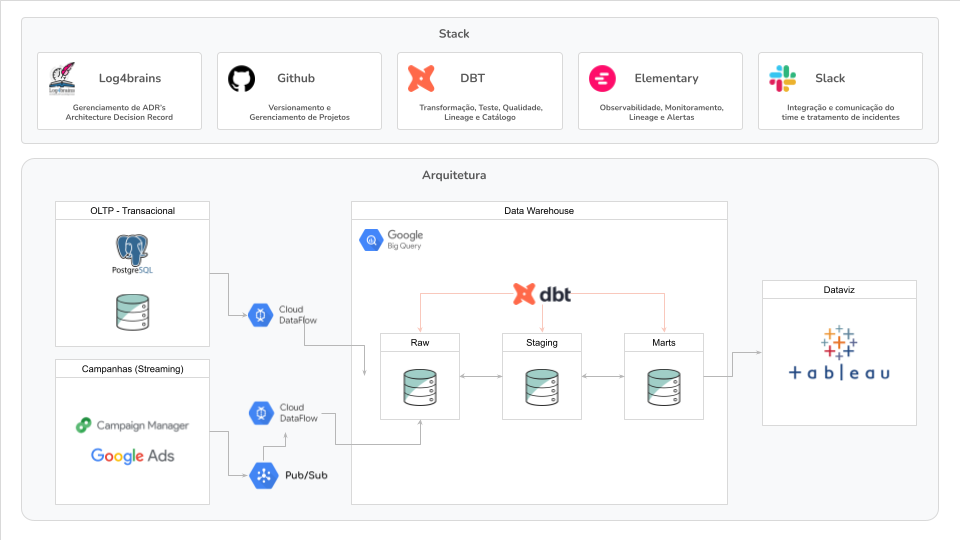 Stack
Log4brains
Log4brains
Gerenciamento de ADR's
Architecture Decision Record
Github
Versionamento e
Gerenciamento de Projetos
DBT
Transformação, Teste, Qualidade,
Lineage e Catálogo
Elementary
Observabilidade, Monitoramento,
Lineage e Alertas
Slack
Integração e comunicação do
time e tratamento de incidentes
Arquitetura
OLTP - Transacional
PostgreSQL
Campanhas (Streaming)
Campaign Manager
Google Ads
Cloud
DataFlow
Cloud
DataFlow
Pub/Sub
Data Warehouse
Google
Big Query
dbt
Raw
Staging
Marts
Dataviz
+ableau